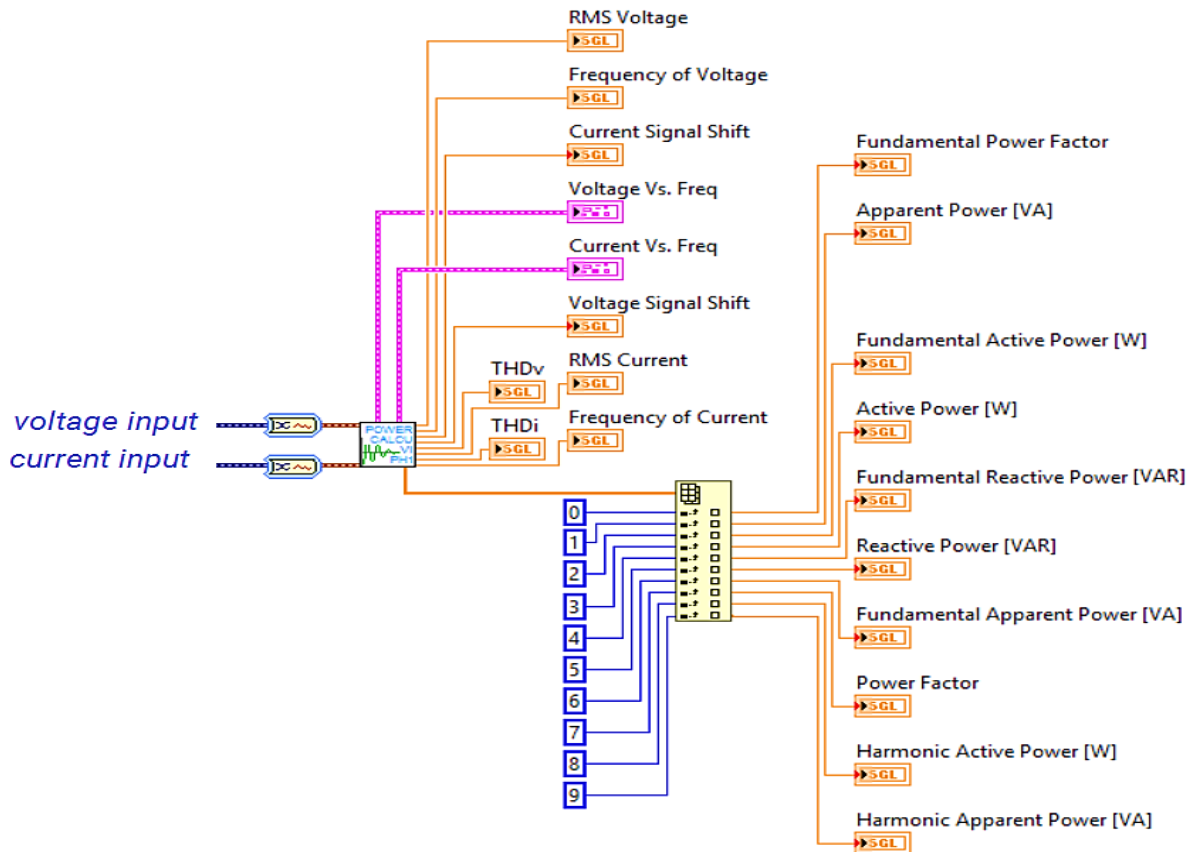 RMS Voltage
SGL
Frequency of Voltage
SGL
Current Signal Shift
SGL
Voltage Vs. Freq
Current Vs. Freq
Voltage Signal Shift
SGL
RMS Current
SGL
THDv
SGL
Frequency of Current
SGL
THDi
SGL
voltage input
current input
POWER
CALCU
VI
PH1
0
1
2
3
4
5
6
7
8
9
Fundamental Power Factor
SGL
Apparent Power [VA]
SGL
Fundamental Active Power [W]
SGL
Active Power [W]
SGL
Fundamental Reactive Power [VAR]
SGL
Reactive Power [VAR]
SGL
Fundamental Apparent Power [VA]
SGL
Power Factor
SGL
Harmonic Active Power [W]
SGL
Harmonic Apparent Power [VA]
SGL